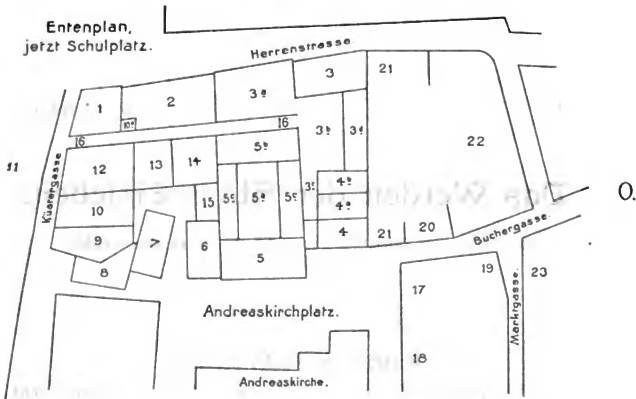 Entenplan,
jetzt Schulplatz.
Herrenstrasse
21
3
1
2
3ᵃ
10ᵃ
16
16
3ᵇ
3ᵍ
22
11
Küsargasse
12
13
14
5ᵇ
5ᶜ
5ᵃ
5ᶜ
3ᶜ
4ᵇ
4ᵃ
4
O.
10
15
9
7
6
5
21
20
Buchergasse.
8
17
19
23
Andreaskirchplatz.
Marktgasse.
18
Andreaskirche.